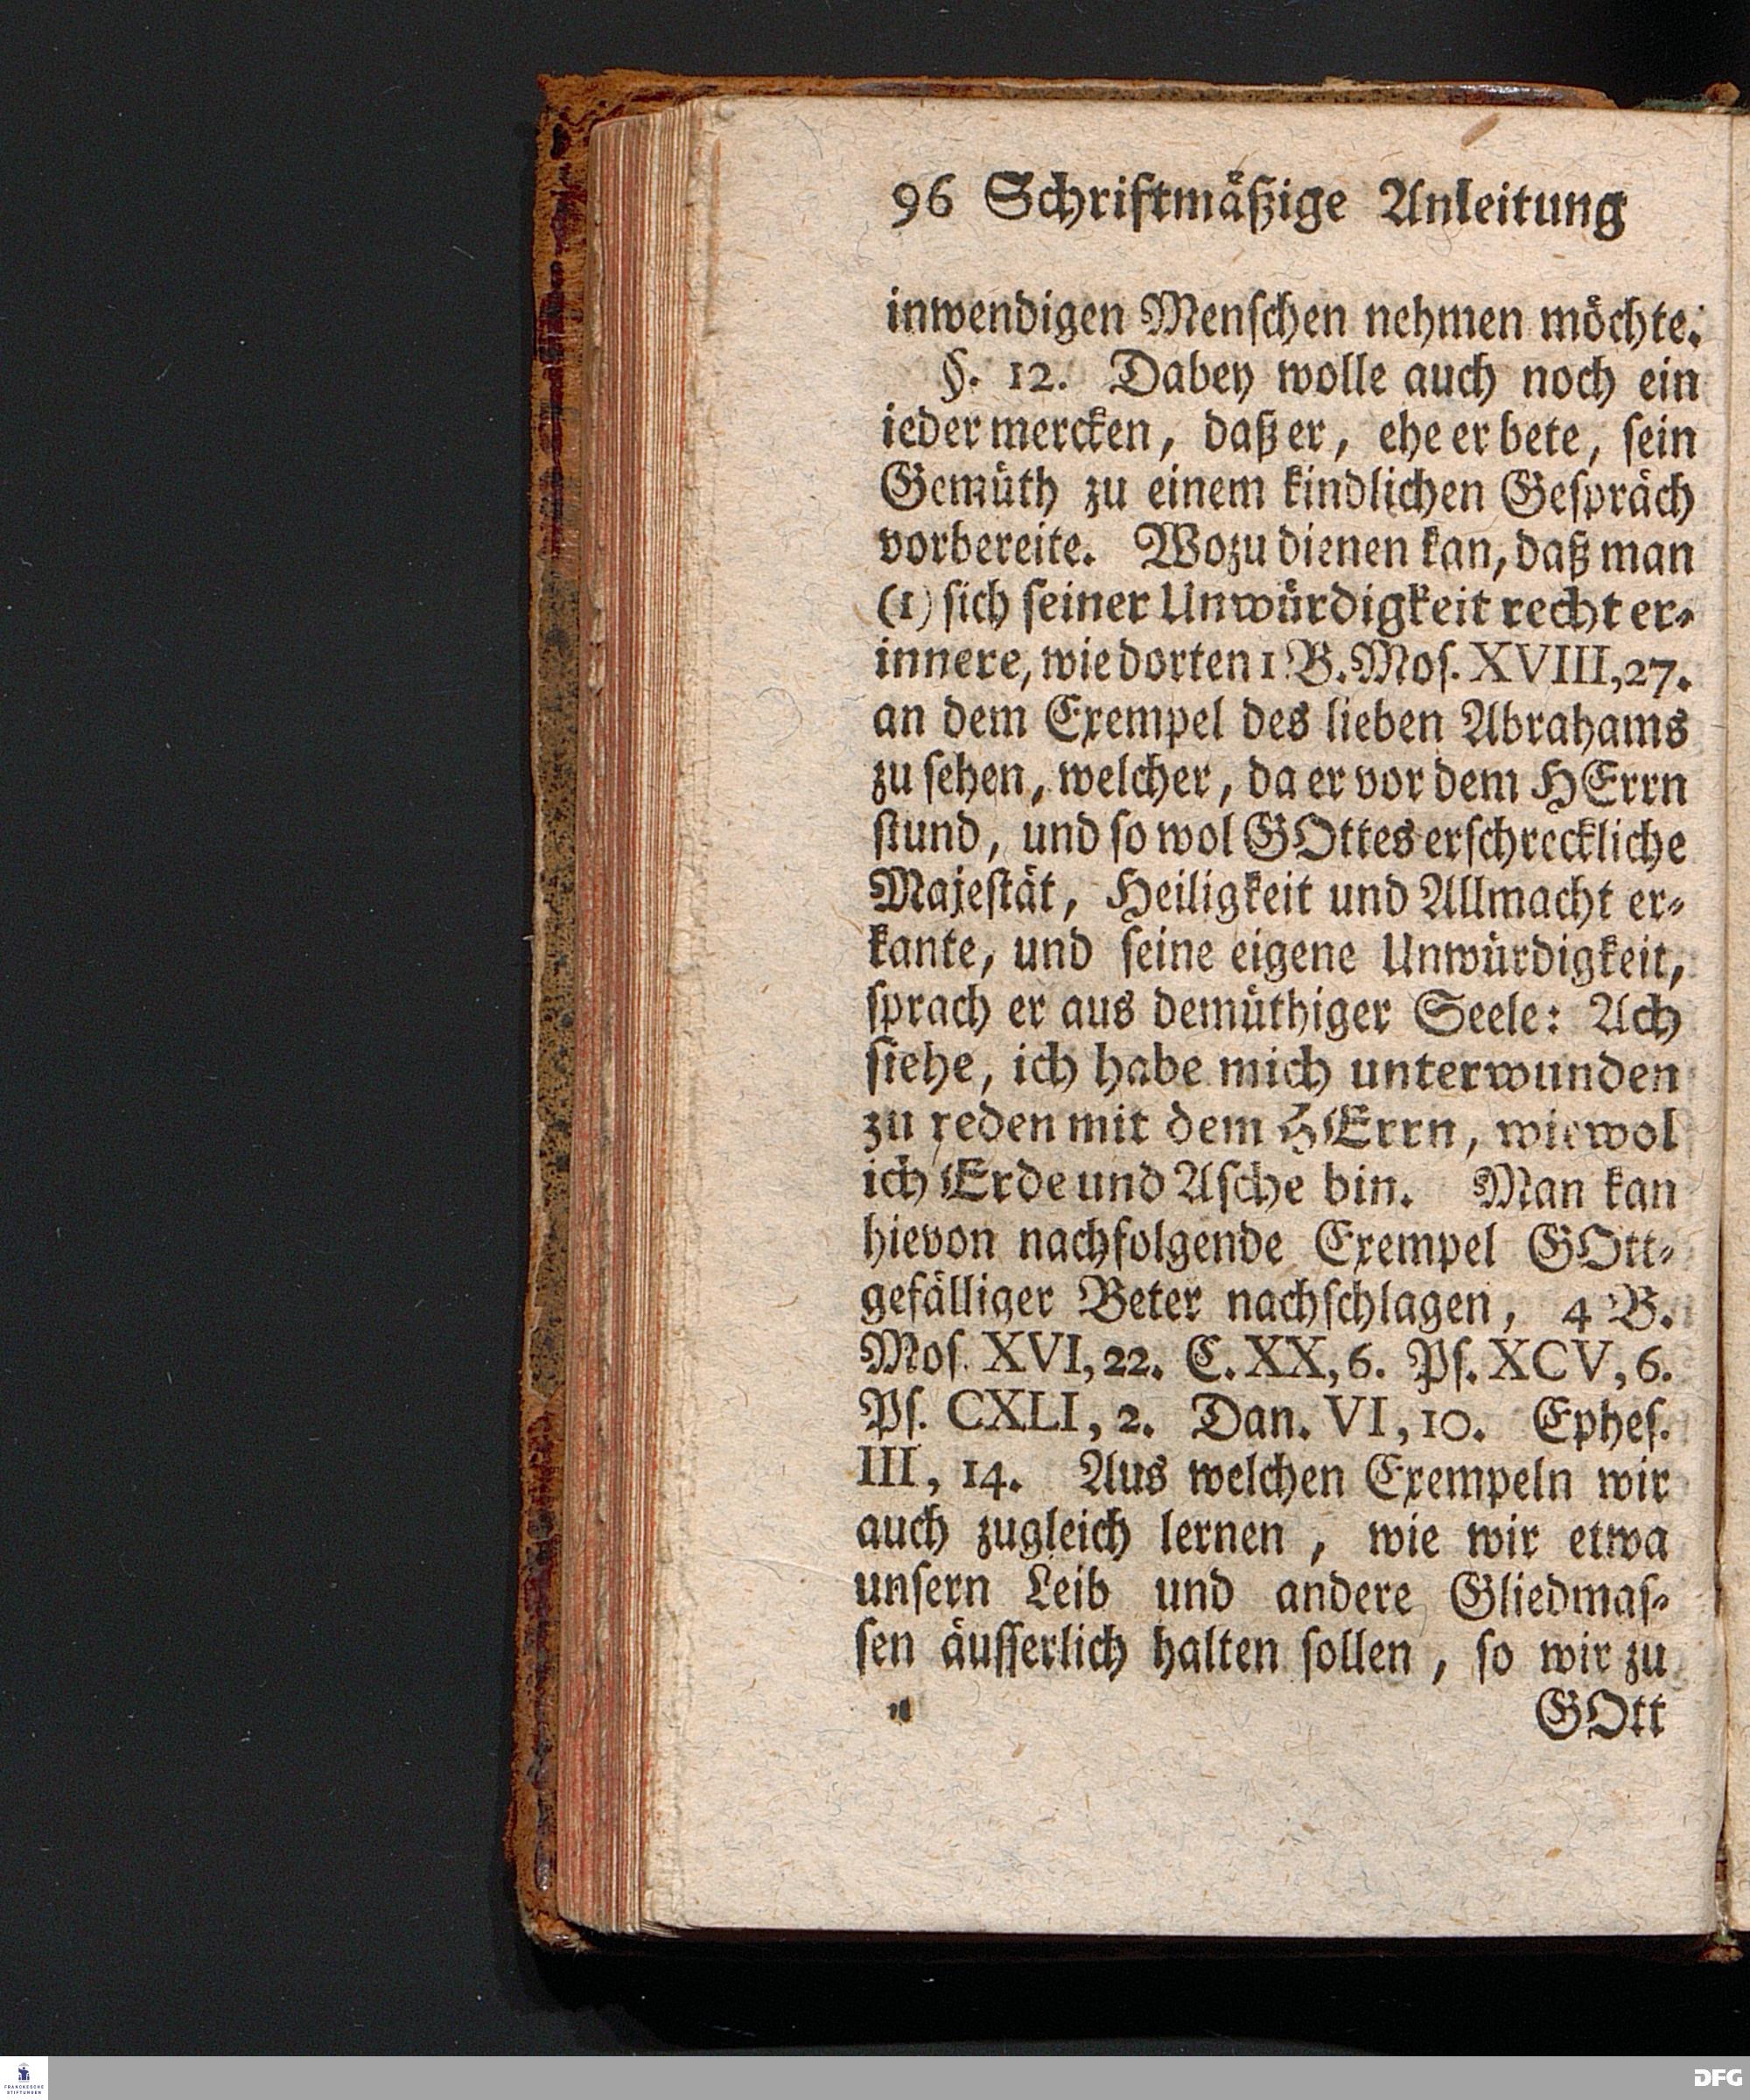 96 Schriftmäßige Anleitung
inwendigen Menſchen nehmen möchte.
§. 12. Dabey wolle auch noch ein
ieder mercken, daß er, ehe er bete, ſein
Gemüth zu einem kindlichen Geſpräch
vorbereite. Wozu dienen kan, daß man
(1) ſich ſeiner Unwürdigkeit recht er⸗
innere, wie dorten 1 B. Moſ. XVIII, 27.
an dem Exempel des lieben Abrahams
zu ſehen, welcher, da er vor dem HErrn
ſtund, und ſo wol GOttes erſchreckliche
Majeſtät, Heiligkeit und Allmacht er⸗
kante, und ſeine eigene Unwürdigkeit,
ſprach er aus demüthiger Seele: Ach
ſiehe, ich habe mich unterwunden
zu reden mit dem HErrn, wiewol
ich Erde und Aſche bin. Man kan
hievon nachfolgende Exempel GOtt⸗
gefälliger Beter nachſchlagen, 4 B.
Moſ. XVI, 22. C. XX, 6. Pſ. XCV, 6.
Pſ. CXLI, 2. Dan. VI, 10. Epheſ.
III, 14. Aus welchen Exempeln wir
auch zugleich lernen, wie wir etwa
unſern Leib und andere Gliedmaſ⸗
ſen äuſſerlich halten ſollen, ſo wir zu
GOtt
FRANCKESCHE
STIFTUNGEN
DFG